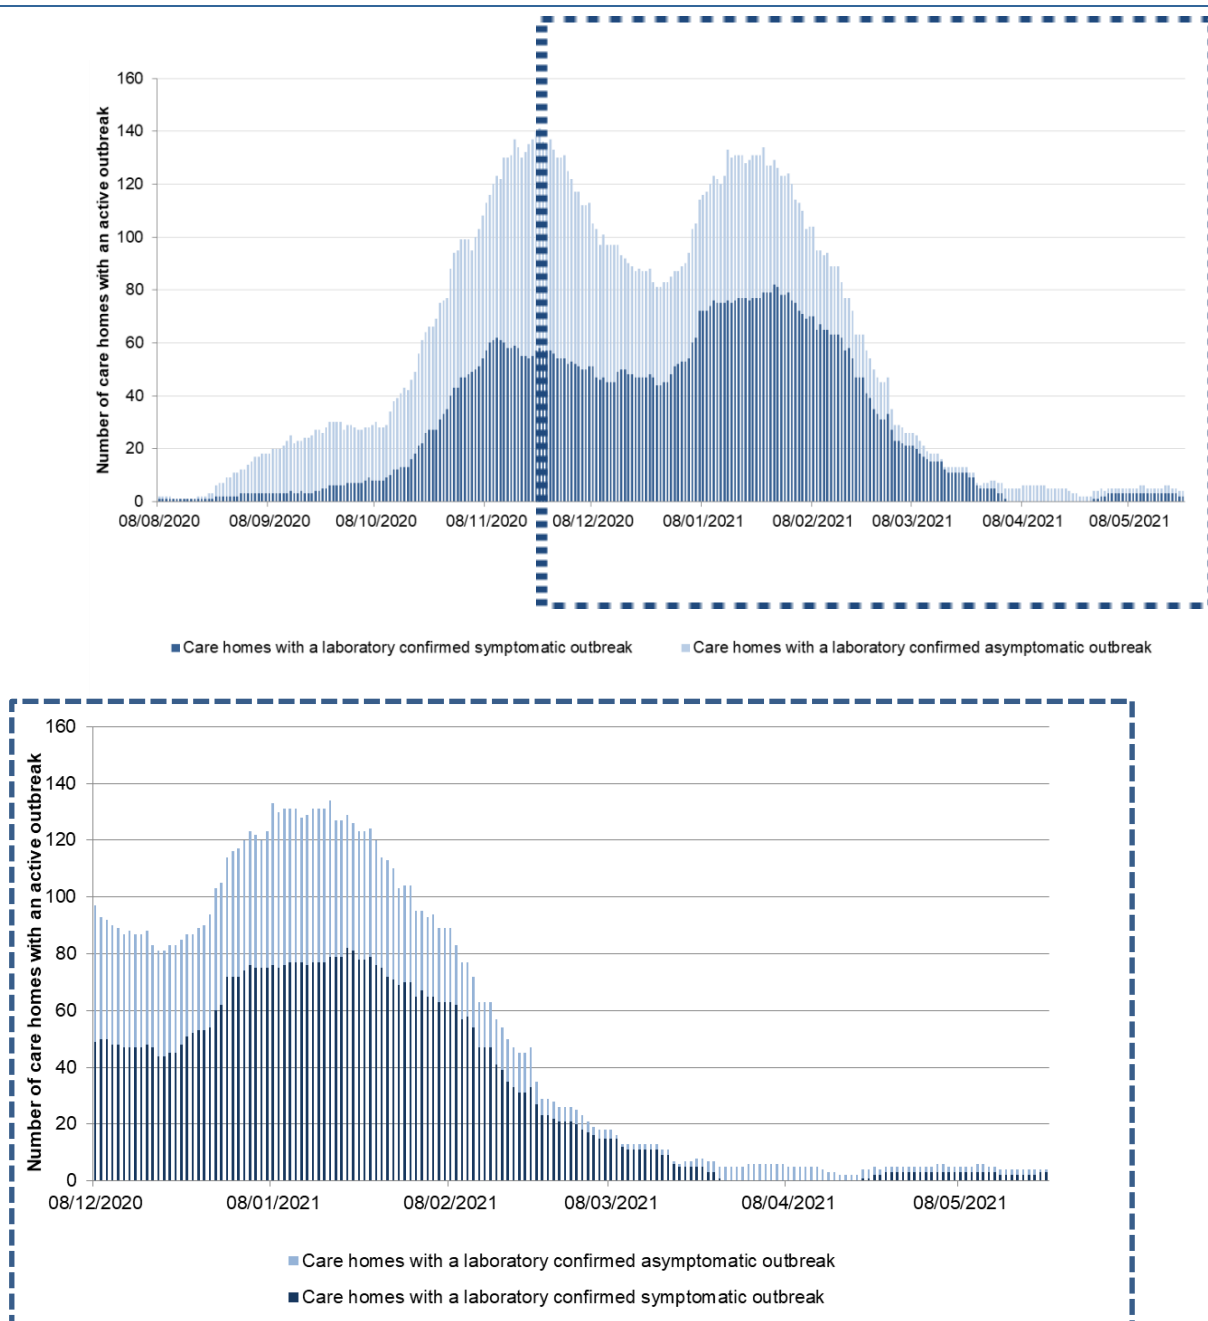 Number of care homes with an active outbreak
160
140
120
100
80
60
40
20
0
08/08/2020 08/09/2020 08/10/2020 08/11/2020 08/12/2020 08/01/2021 08/02/2021 08/03/2021 08/04/2021 08/05/2021
Care homes with a laboratory confirmed symptomatic outbreak Care homes with a laboratory confirmed asymptomatic outbreak
Number of care homes with an active outbreak
160
140
120
100
80
60
40
20
0
08/12/2020 08/01/2021 08/02/2021 08/03/2021 08/04/2021 08/05/2021
Care homes with a laboratory confirmed asymptomatic outbreak
Care homes with a laboratory confirmed symptomatic outbreak